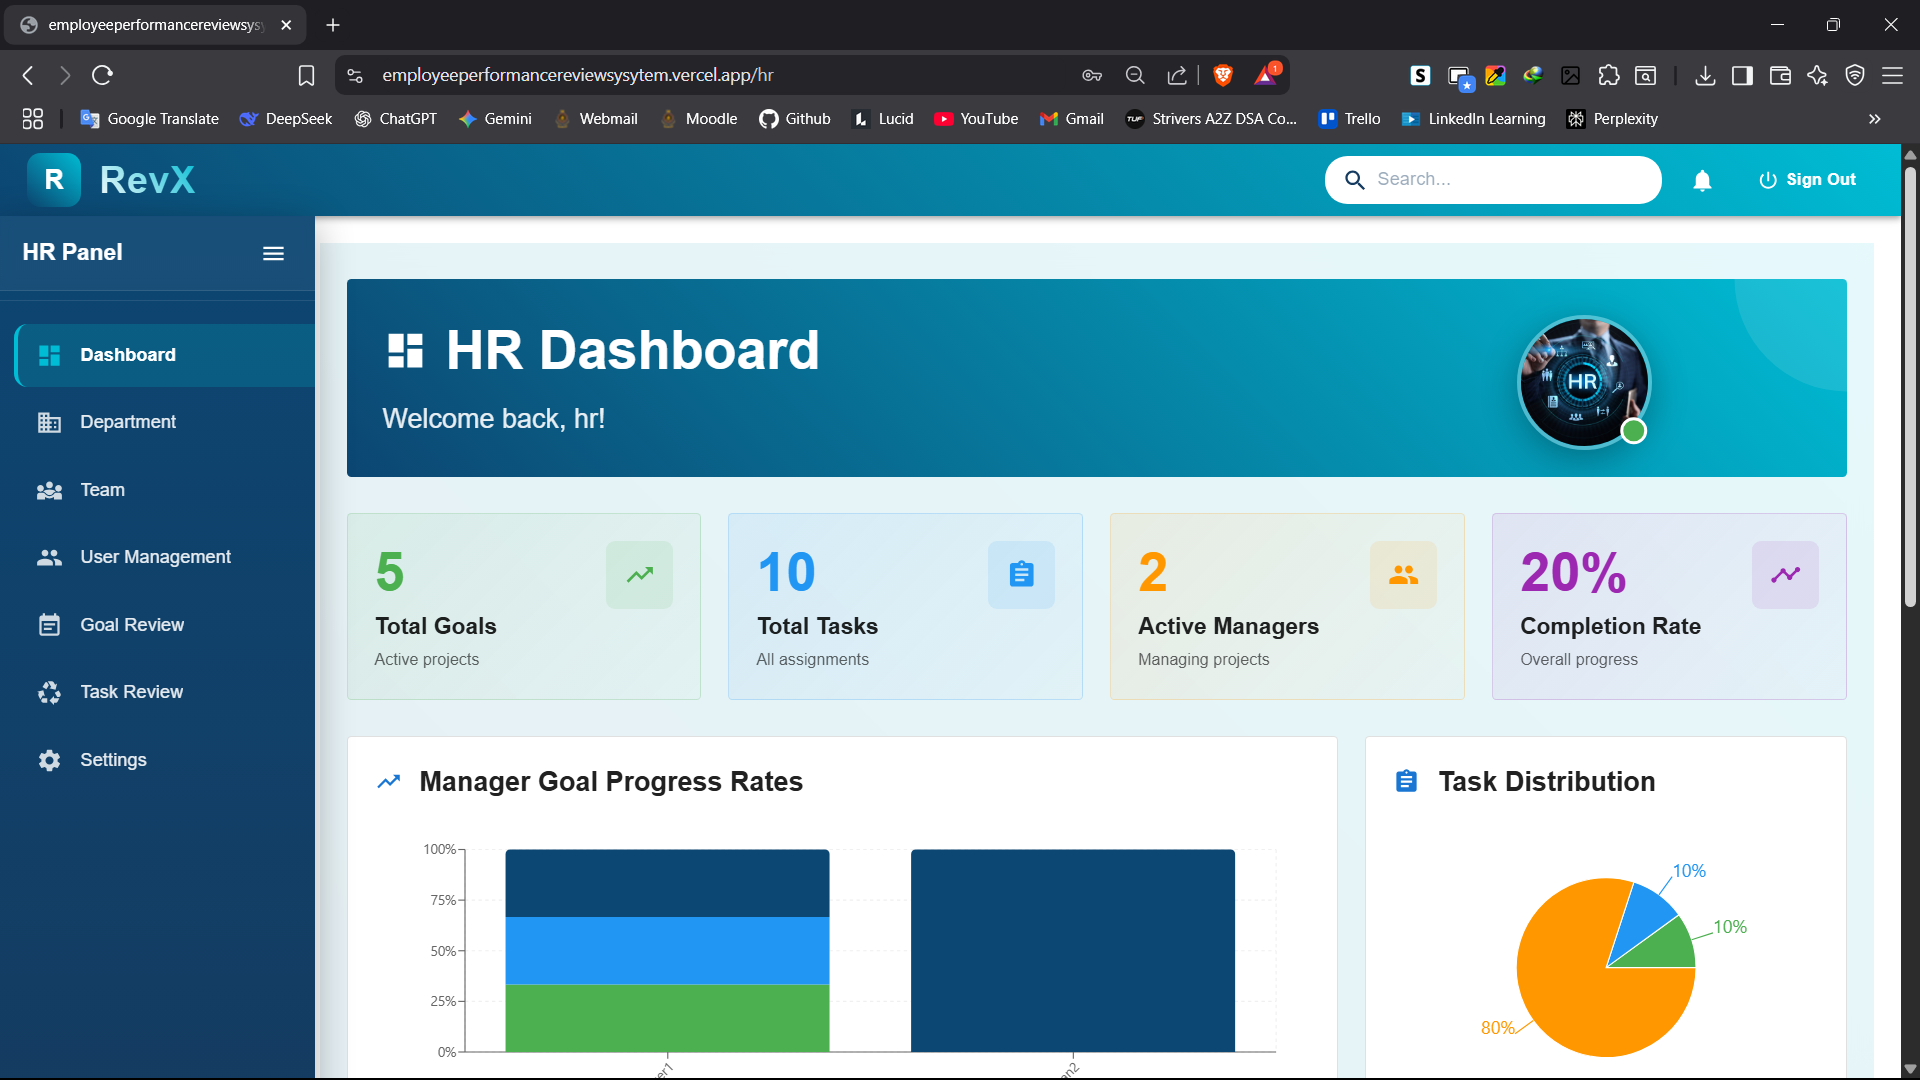 employeeperformancereviewsys
employeeperformancereviewsysytem.vercel.app/hr
1
Google Translate
DeepSeek
ChatGPT
Gemini
Webmail
Moodle
Github
Lucid
YouTube
Gmail
Strivers A2Z DSA Co...
Trello
LinkedIn Learning
Perplexity
R
RevX
Search...
Sign Out
HR Panel
Dashboard
Department
Team
User Management
Goal Review
Task Review
Settings
HR Dashboard
Welcome back, hr!
HR
5
Total Goals
Active projects
10
Total Tasks
All assignments
2
Active Managers
Managing projects
20%
Completion Rate
Overall progress
Manager Goal Progress Rates
100%
75%
50%
25%
0%
er1
an2
Task Distribution
10%
10%
80%